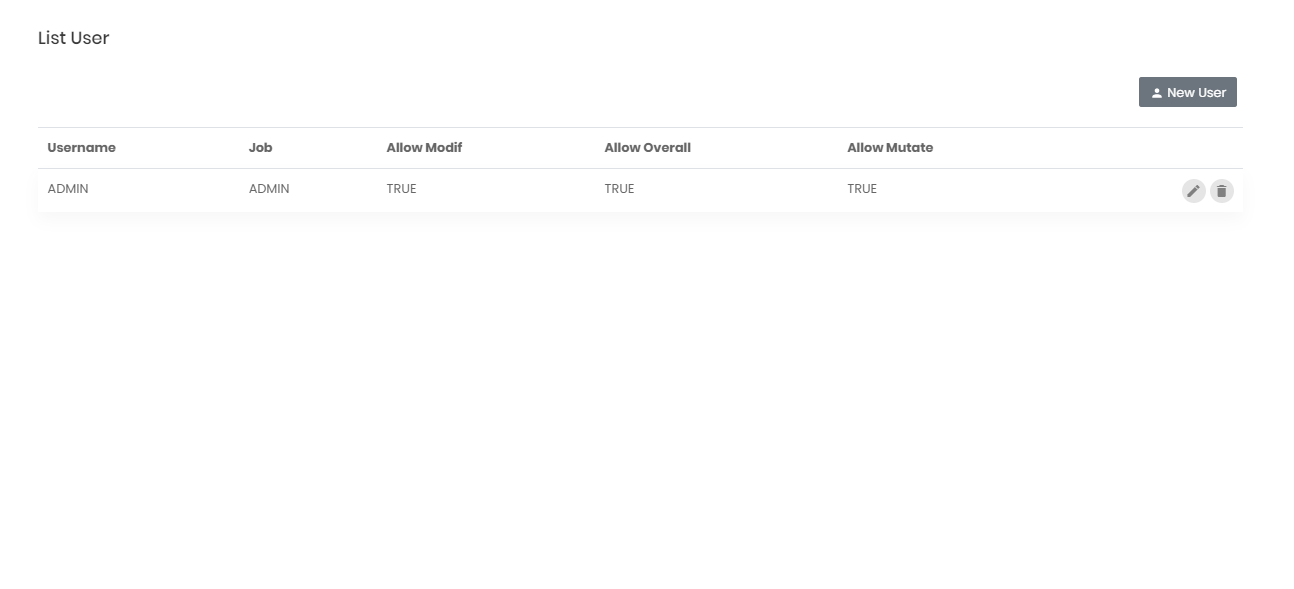 List User
New User
Username Job Allow Modif Allow Overall Allow Mutate
ADMIN ADMIN TRUE TRUE TRUE